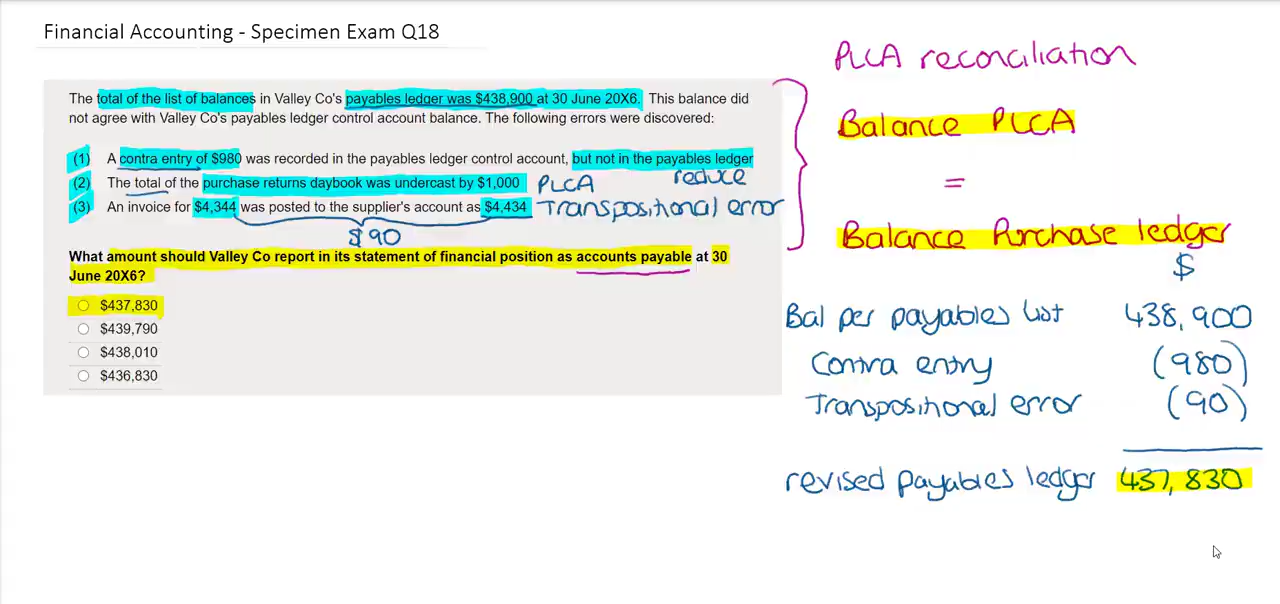 Financial Accounting - Specimen Exam Q18
The total of the list of balances in Valley Co's payables ledger was $438,900 at 30 June 20X6. This balance did
not agree with Valley Co's payables ledger control account balance. The following errors were discovered:
(1) A contra entry of $980 was recorded in the payables ledger control account, but not in the payables ledger
reduce
(2) The total of the purchase returns daybook was undercast by $1,000 PLCA
(3) An invoice for $4,344 was posted to the supplier's account as $4,434 Transpositional error
$90
What amount should Valley Co report in its statement of financial position as accounts payable at 30
June 20X6?
$437,830
$439,790
$438,010
$436,830
PLCA reconciliation
Balance PLCA
=
Balance Purchase ledger
$
Bal per payables list 438,900
Contra entry (980)
Transpositional error (90)
revised payables ledger 437,830